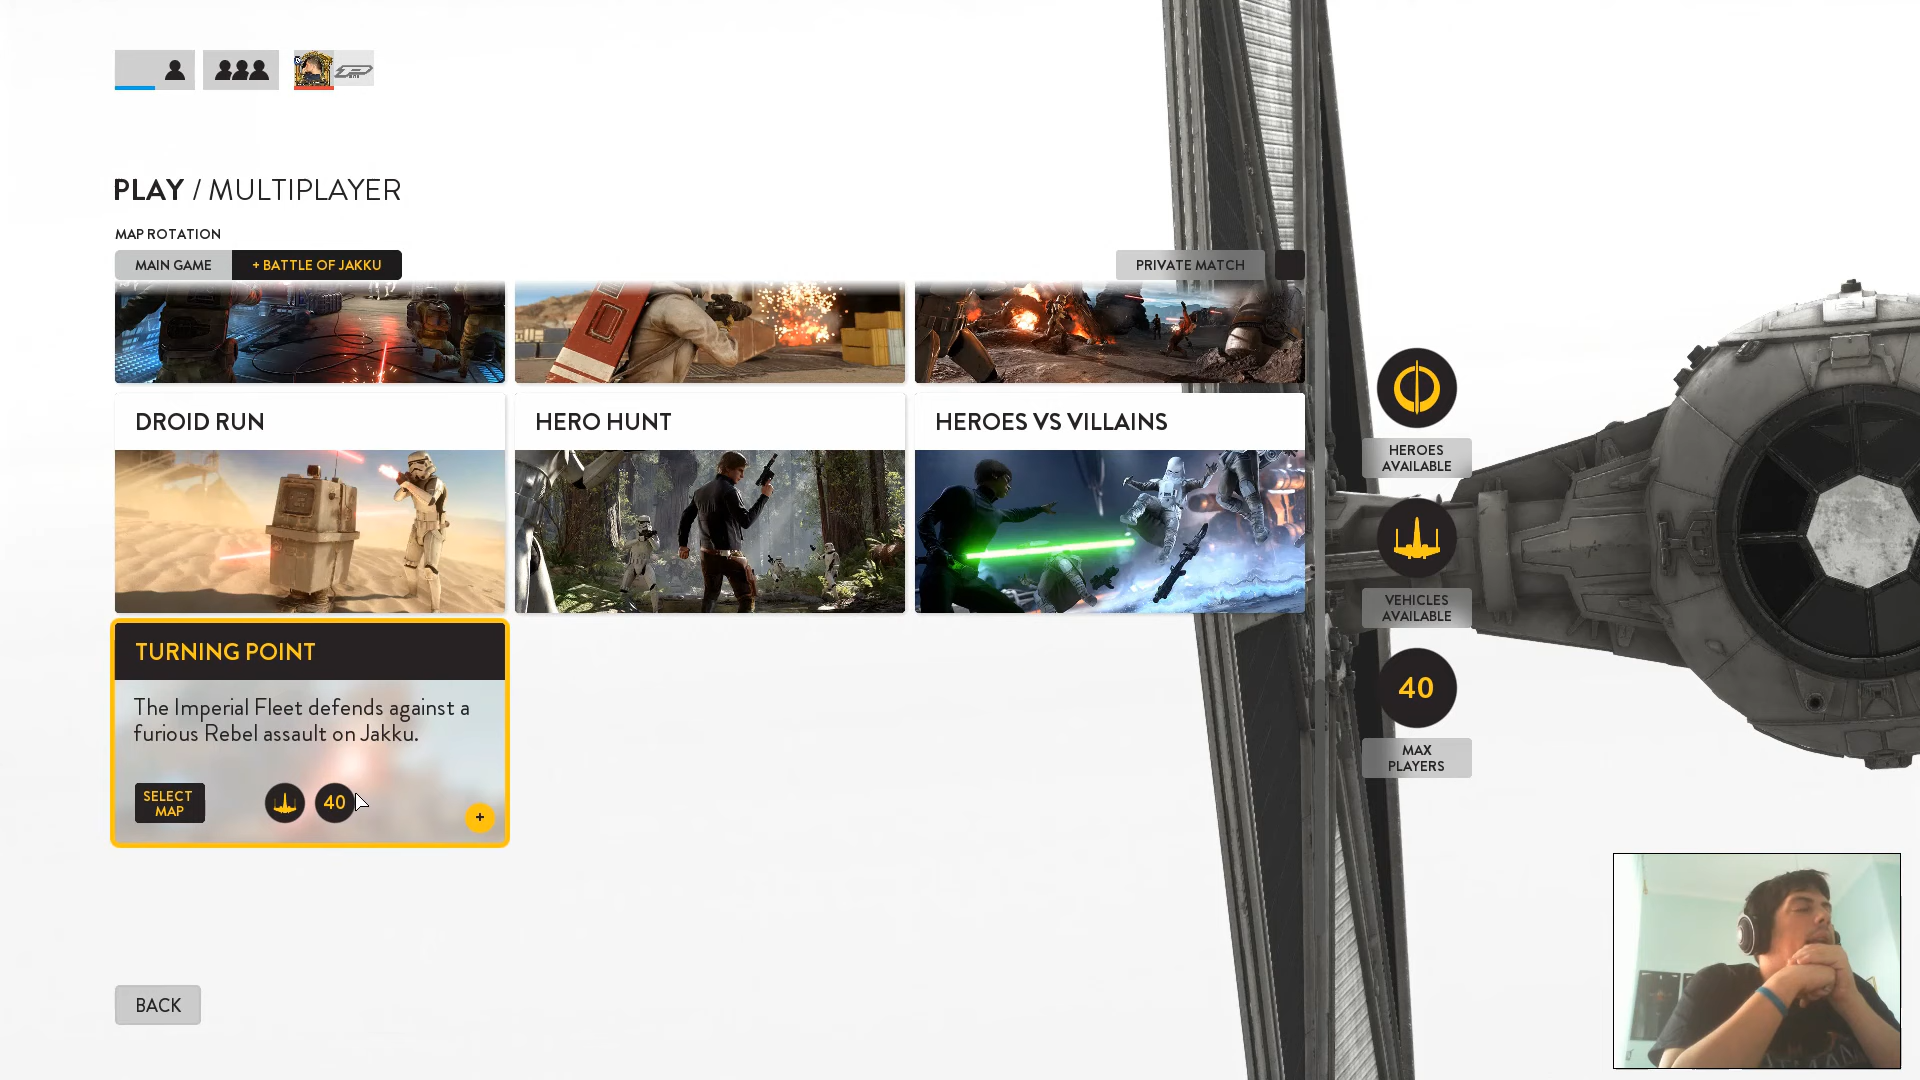 PLAY / MULTIPLAYER
MAP ROTATION
MAIN GAME
+ BATTLE OF JAKKU
PRIVATE MATCH
DROID RUN
HERO HUNT
HEROES VS VILLAINS
HEROES
AVAILABLE
VEHICLES
AVAILABLE
TURNING POINT
The Imperial Fleet defends against a
furious Rebel assault on Jakku.
SELECT
MAP
40
+
40
MAX
PLAYERS
BACK